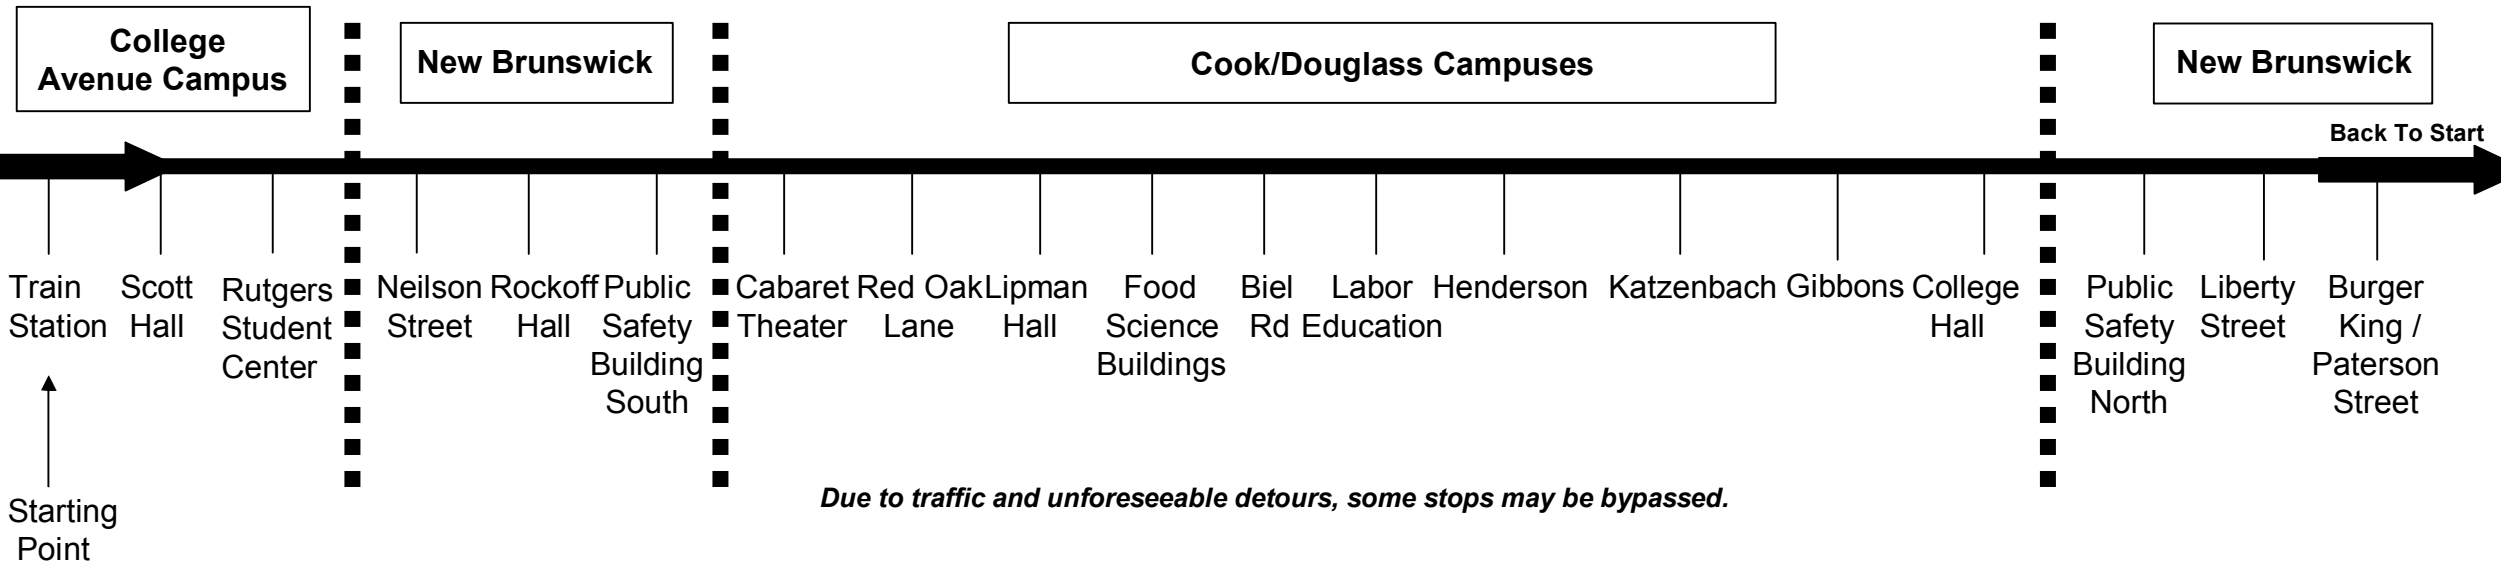 College
Avenue Campus
New Brunswick
Cook/Douglass Campuses
New Brunswick
Back To Start
Train
Station
Scott
Hall
Rutgers
Student
Center
Neilson
Street
Rockoff
Hall
Public
Safety
Building
South
Cabaret
Theater
Red Oak
Lane
Lipman
Hall
Food
Science
Buildings
Biel
Rd
Labor
Education
Henderson
Katzenbach
Gibbons
College
Hall
Public
Safety
Building
North
Liberty
Street
Burger
King /
Paterson
Street
Due to traffic and unforeseeable detours, some stops may be bypassed.
Starting
Point